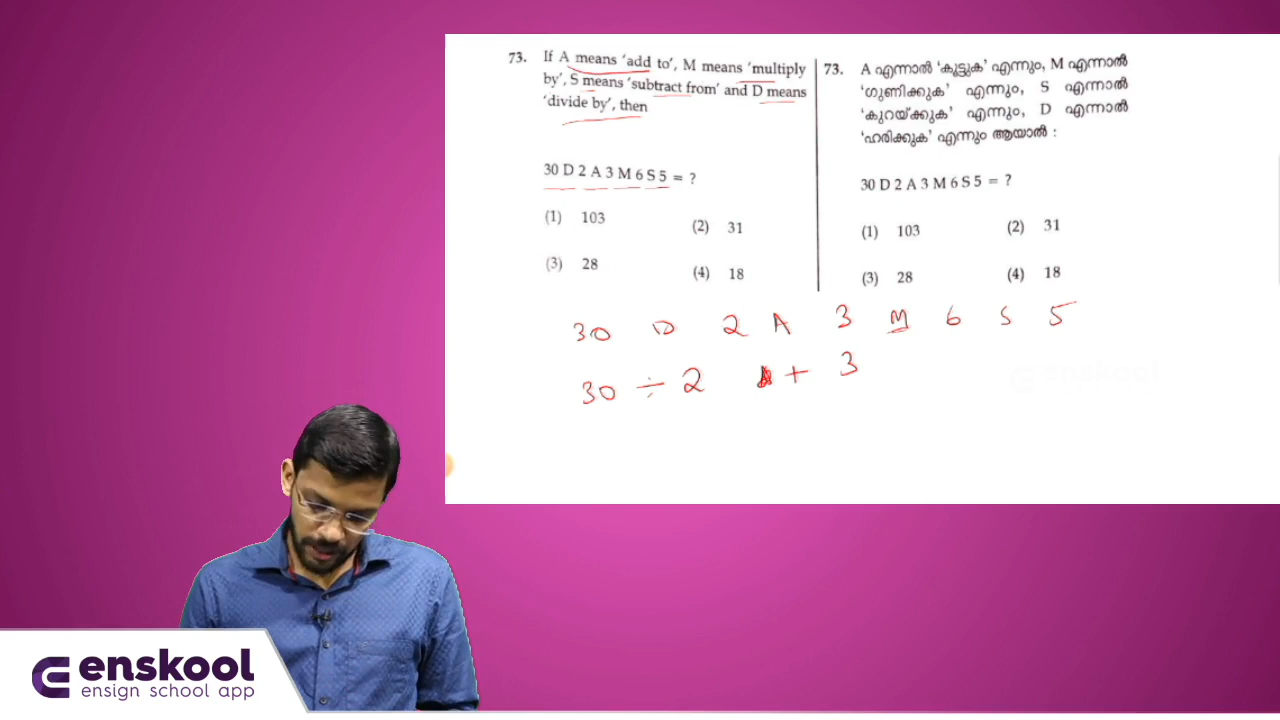 73. If A means 'add to', M means 'multiply
by', S means 'subtract from' and D means
'divide by', then
30 D 2 A 3 M 6 S 5 = ?
(1) 103
(2) 31
(3) 28
(4) 18
73. A എന്നാൽ 'കൂട്ടുക' എന്നും, M എന്നാൽ
'ഗുണിക്കുക' എന്നും, S എന്നാൽ
'കുറയ്ക്കുക' എന്നും, D എന്നാൽ
'ഹരിക്കുക' എന്നും ആയാൽ :
30 D 2 A 3 M 6 S 5 = ?
(1) 103
(2) 31
(3) 28
(4) 18
30 D 2 A 3 M 6 S 5
30 ÷ 2 + 3
enskool
enskool
ensign school app